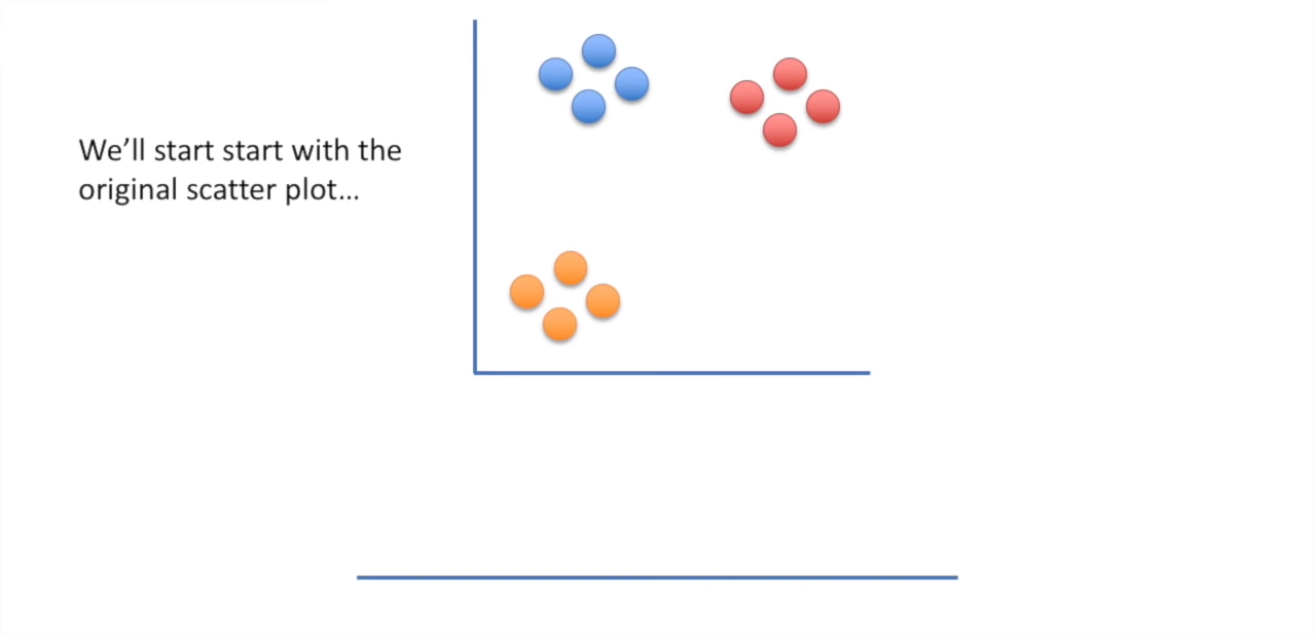 We’ll start start with the
original scatter plot…